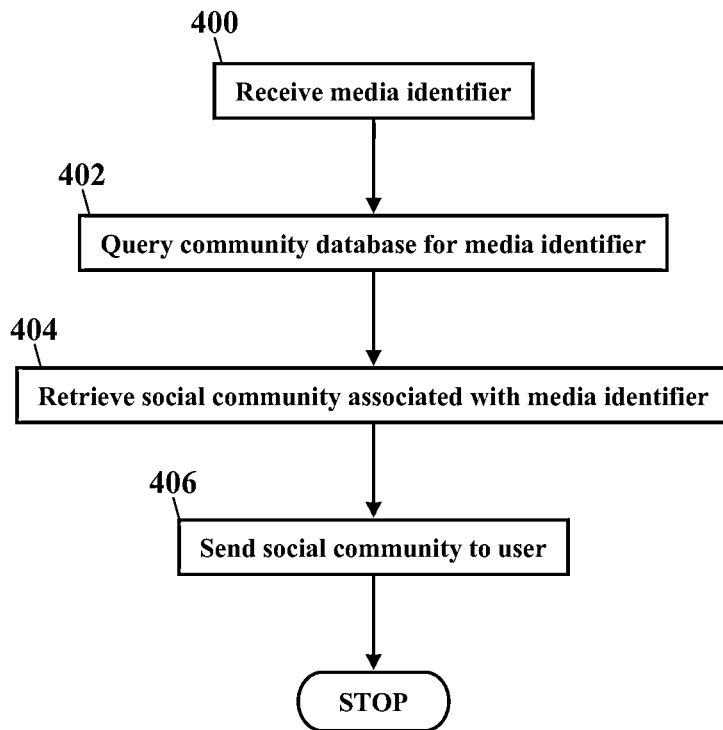 400
Receive media identifier
402
Query community database for media identifier
404
Retrieve social community associated with media identifier
406
Send social community to user
STOP